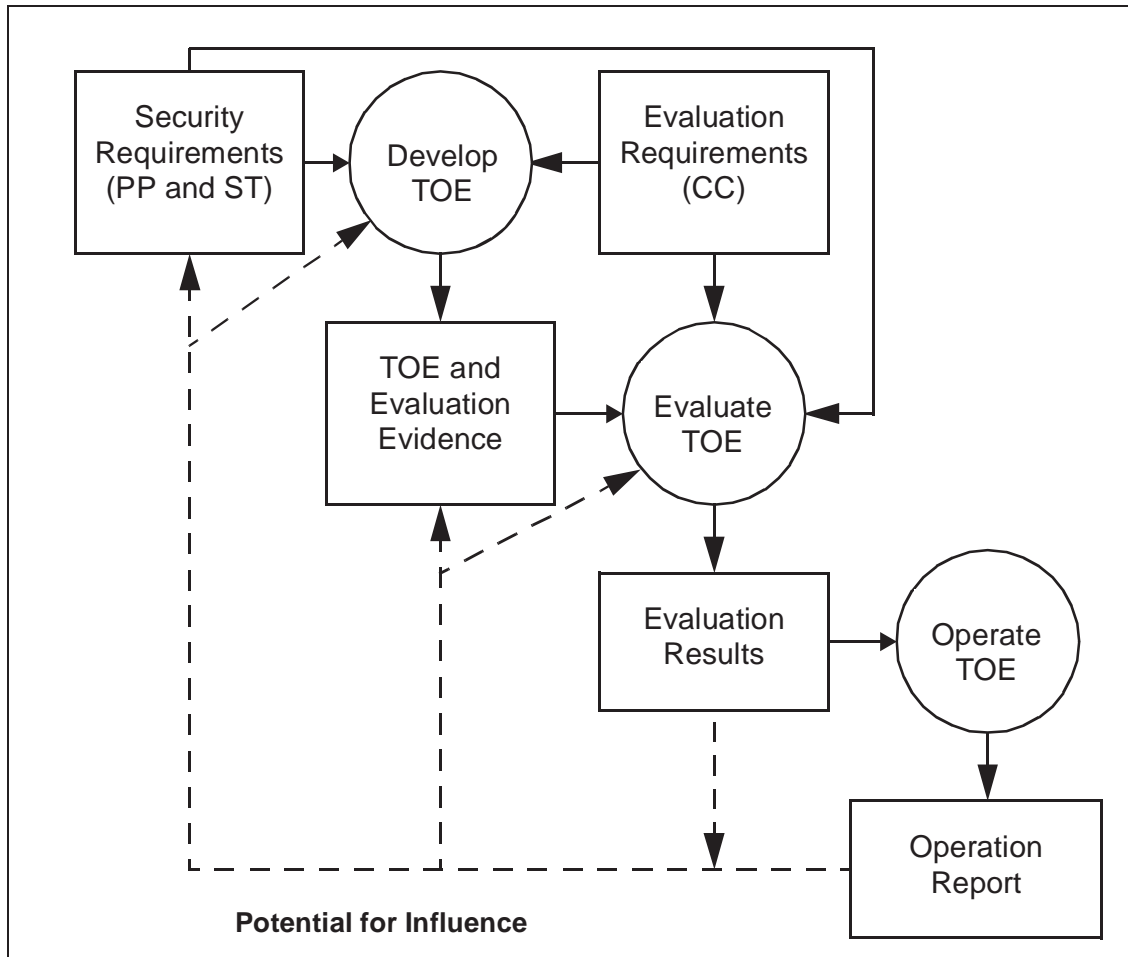 Security
Requirements
(PP and ST)
Develop
TOE
Evaluation
Requirements
(CC)
TOE and
Evaluation
Evidence
Evaluate
TOE
Evaluation
Results
Operate
TOE
Operation
Report
Potential for Influence